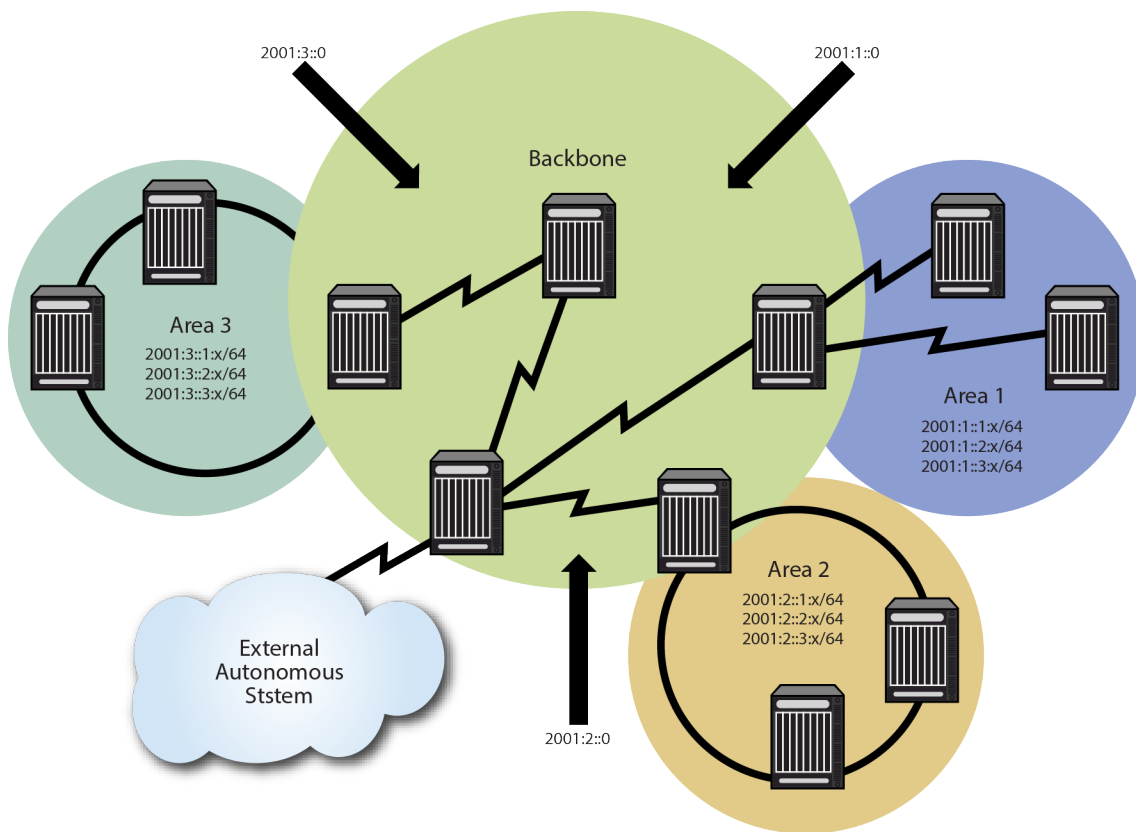 2001:3::0
2001:1::0
Backbone
Area 3
2001:3::1:x/64
2001:3::2:x/64
2001:3::3:x/64
Area 1
2001:1::1:x/64
2001:1::2:x/64
2001:1::3:x/64
Area 2
2001:2::1:x/64
2001:2::2:x/64
2001:2::3:x/64
External
Autonomous
Ststem
2001:2::0